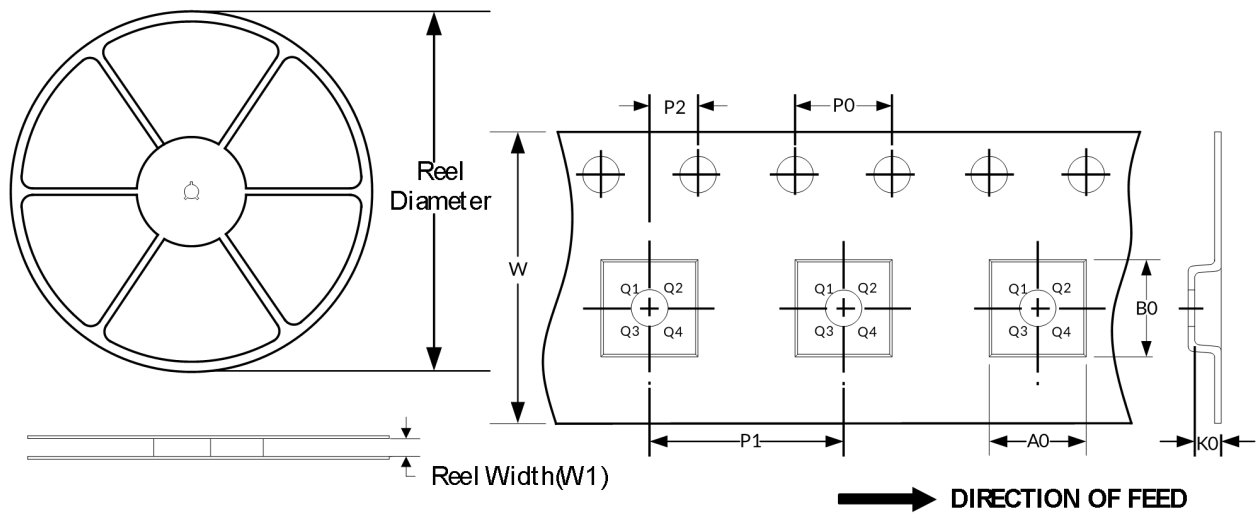 P2
P0
Reel
Diameter
W
Q1 Q2
Q3 Q4
Q1 Q2
Q3 Q4
Q1 Q2
Q3 Q4
B0
P1
A0
K0
Reel Width(W1)
DIRECTION OF FEED